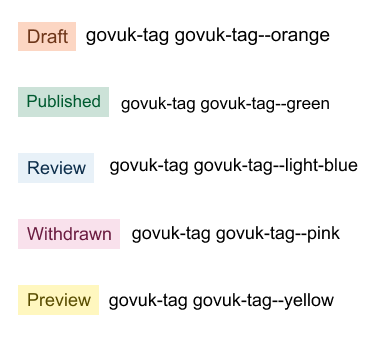 Draft govuk-tag govuk-tag--orange
Published govuk-tag govuk-tag--green
Review govuk-tag govuk-tag--light-blue
Withdrawn govuk-tag govuk-tag--pink
Preview govuk-tag govuk-tag--yellow